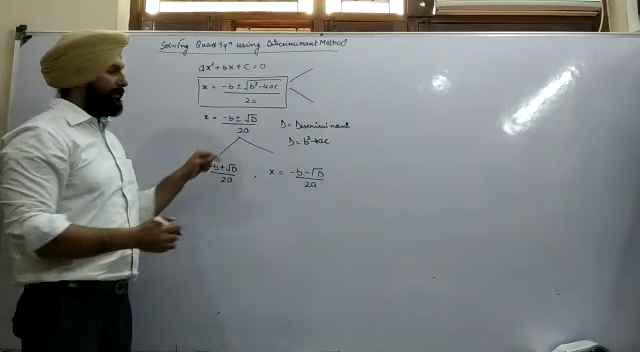 Solving Quad Eqn using Discriminant Method
ax² + bx + c = 0
x = -b ± √b² - 4ac / 2a
x = -b ± √D / 2a
D = Discriminant
D = b² - 4ac
-b + √D / 2a , x = -b - √D / 2a